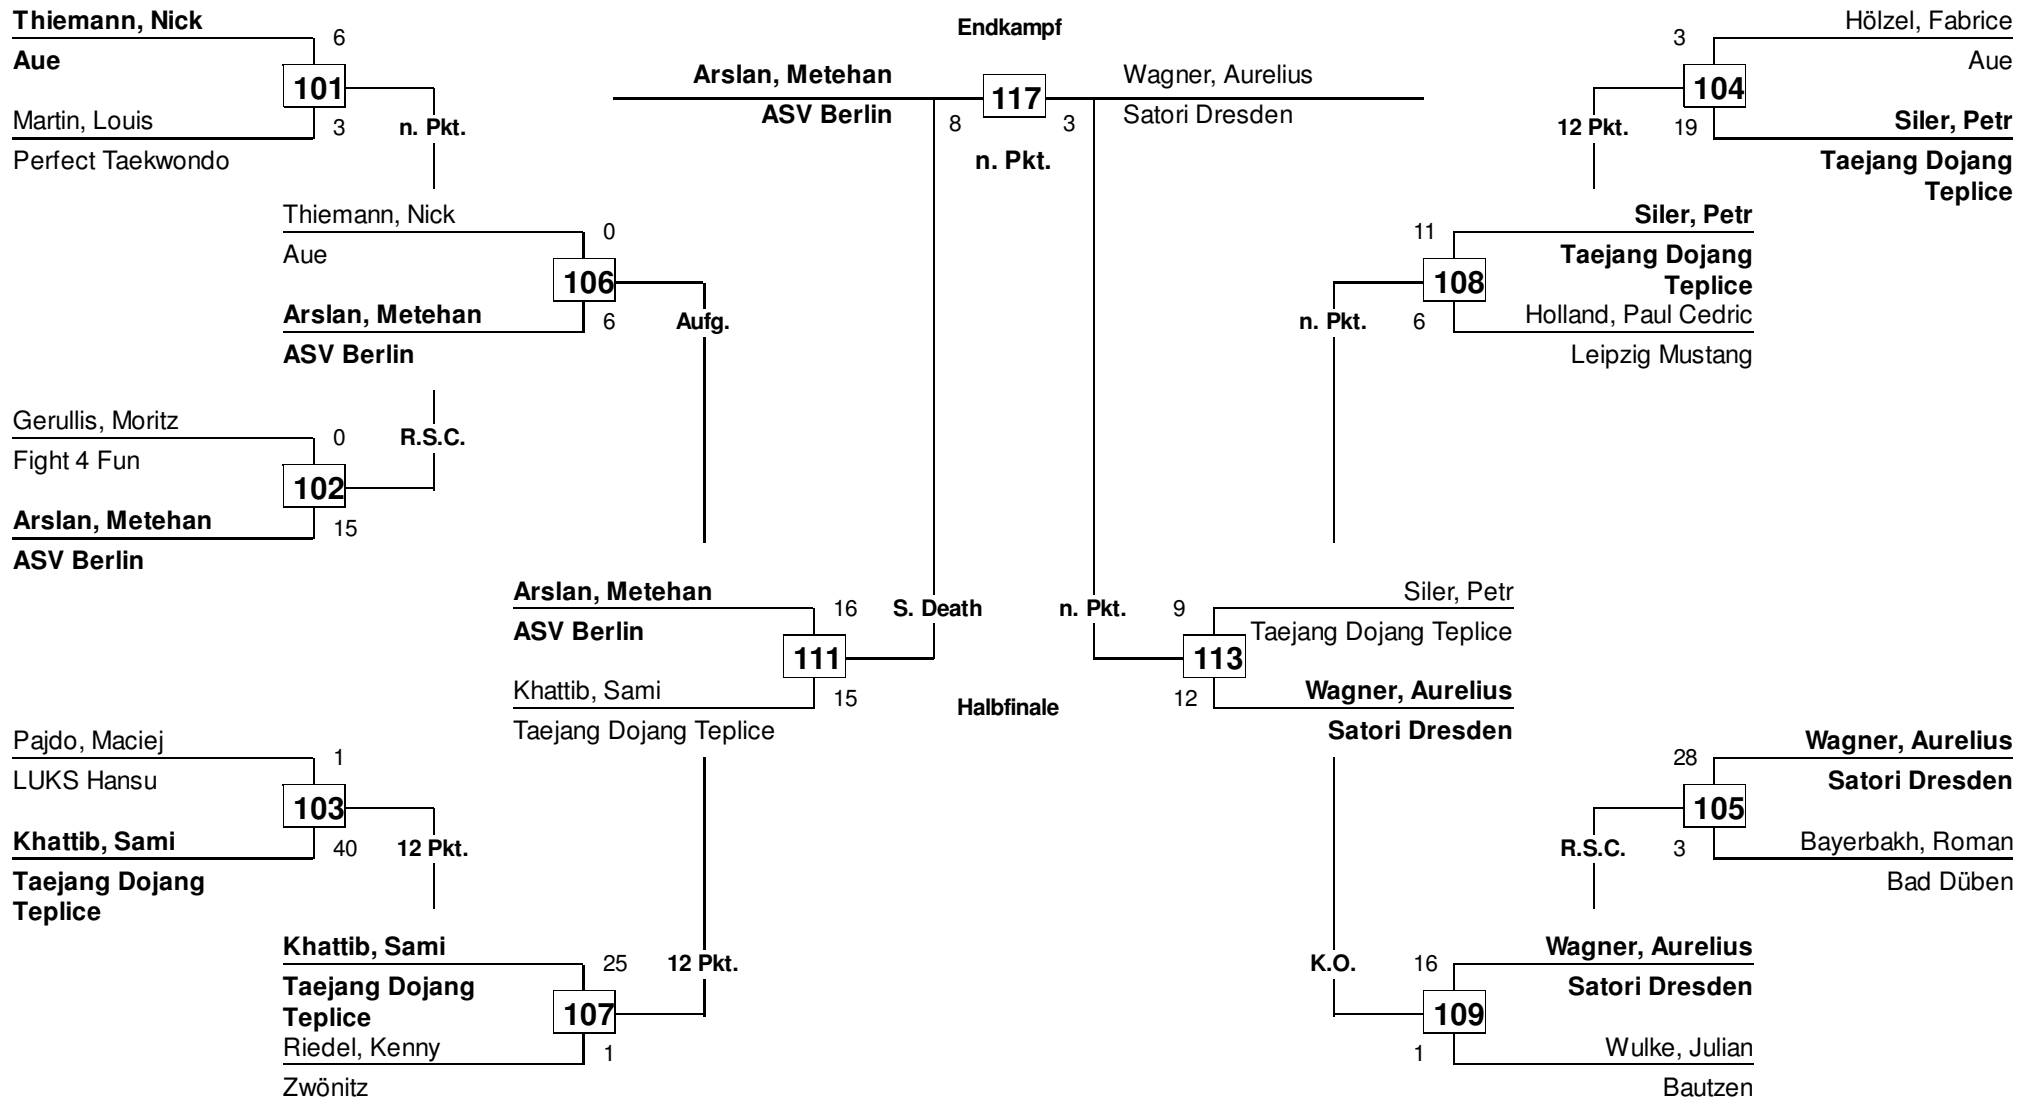 Thiemann, Nick
6
Aue
101
Martin, Louis
3
n. Pkt.
Perfect Taekwondo
Thiemann, Nick
0
Aue
106
Arslan, Metehan
6
Aufg.
ASV Berlin
Gerullis, Moritz
0
R.S.C.
Fight 4 Fun
102
Arslan, Metehan
15
ASV Berlin
Arslan, Metehan
16
S. Death
ASV Berlin
111
Khattib, Sami
15
Taejang Dojang Teplice
Pajdo, Maciej
1
LUKS Hansu
103
Khattib, Sami
40
12 Pkt.
Taejang Dojang
Teplice
Khattib, Sami
25
12 Pkt.
Taejang Dojang
Teplice
107
Riedel, Kenny
1
Zwönitz
Endkampf
Arslan, Metehan
ASV Berlin
8
117
3
Wagner, Aurelius
Satori Dresden
n. Pkt.
Halbfinale
3
Hölzel, Fabrice
Aue
104
12 Pkt.
19
Siler, Petr
Taejang Dojang
Teplice
11
Siler, Petr
Taejang Dojang
Teplice
108
n. Pkt.
6
Holland, Paul Cedric
Leipzig Mustang
n. Pkt.
9
Siler, Petr
Taejang Dojang Teplice
113
12
Wagner, Aurelius
Satori Dresden
28
Wagner, Aurelius
Satori Dresden
105
R.S.C.
3
Bayerbakh, Roman
Bad Düben
K.O.
16
Wagner, Aurelius
Satori Dresden
109
1
Wulke, Julian
Bautzen